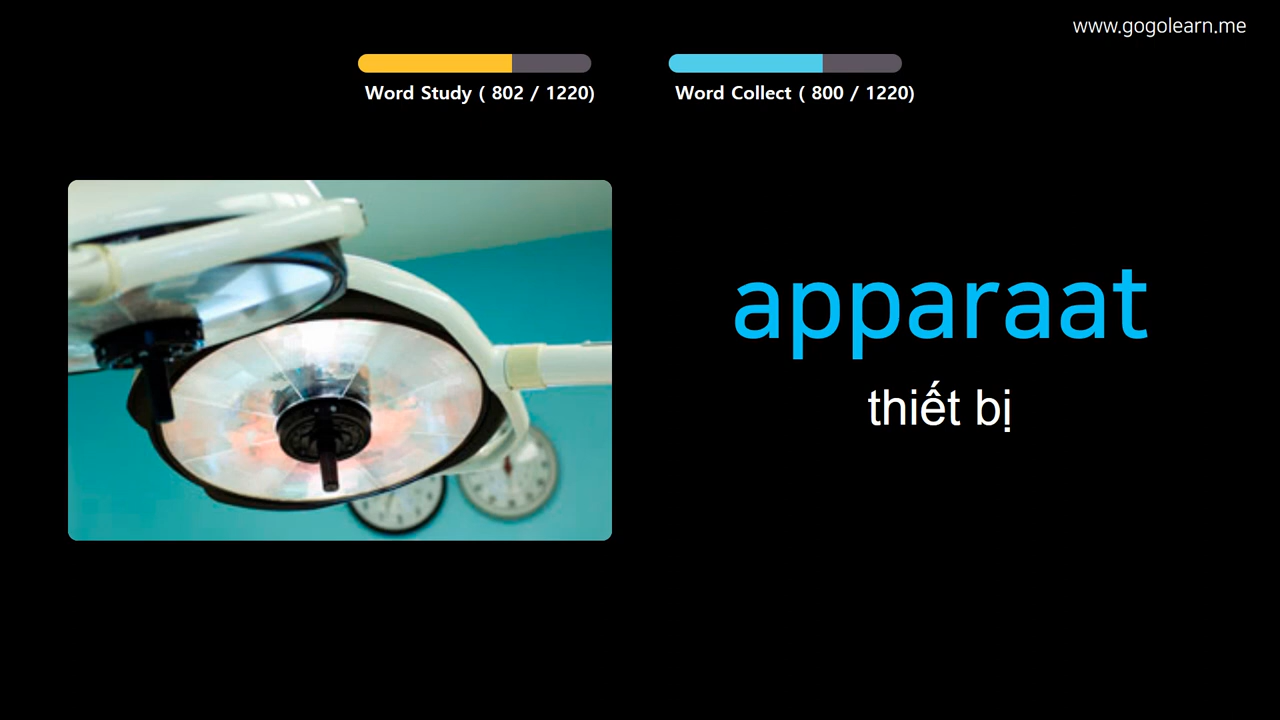 www.gogolearn.me
Word Study ( 802 / 1220)
Word Collect ( 800 / 1220)
apparaat
thiết bị